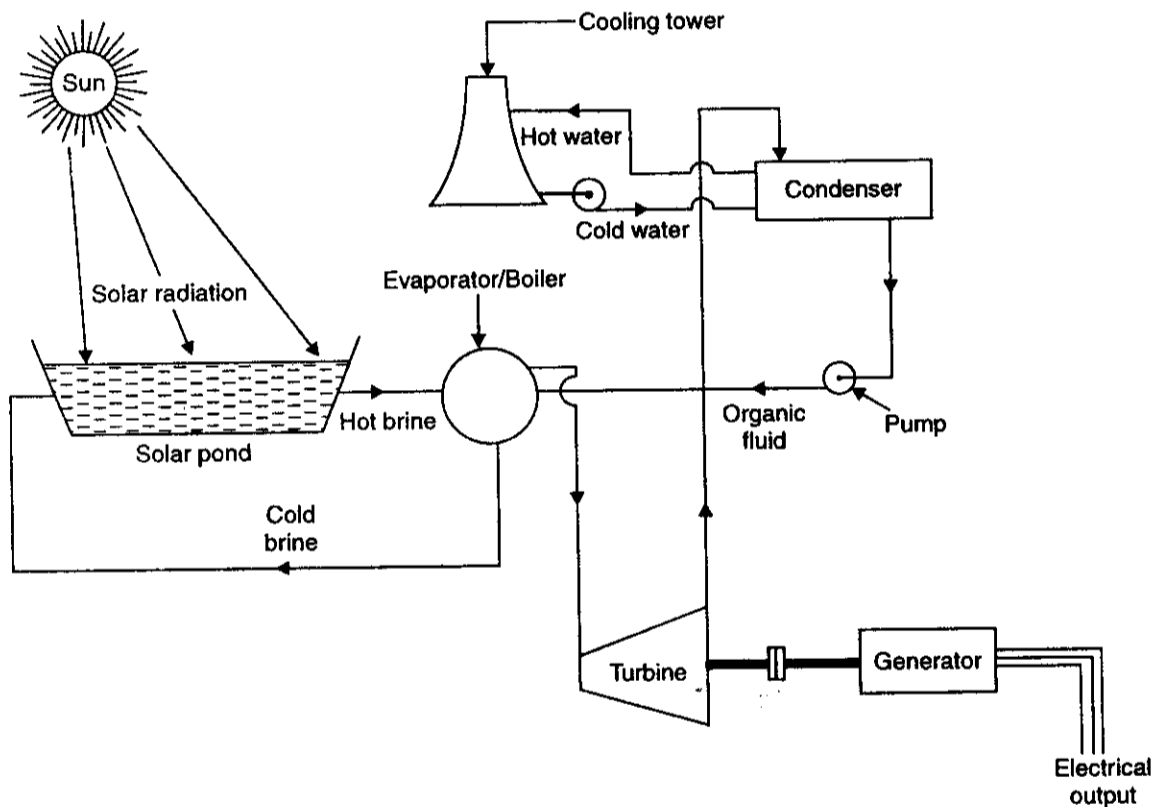 Cooling tower
Sun
Hot water
Condenser
Cold water
Evaporator/Boiler
Solar radiation
Hot brine
Organic
fluid
Pump
Solar pond
Cold
brine
Turbine
Generator
Electrical
output